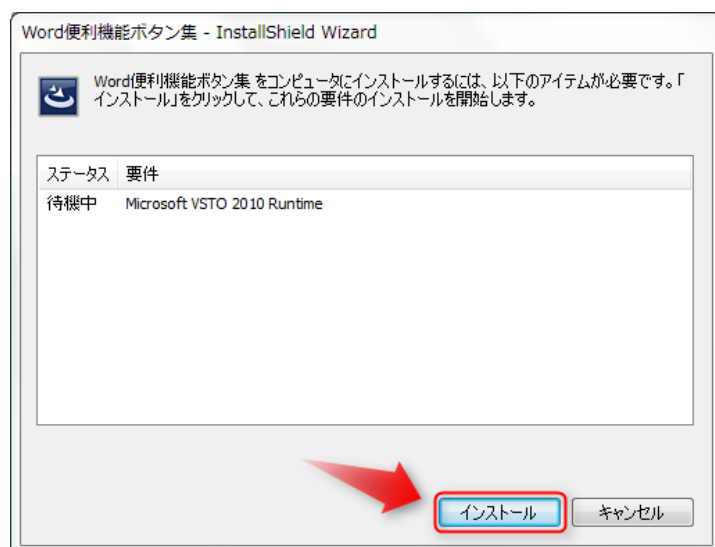 Word便利機能ボタン集 - InstallShield Wizard
Word便利機能ボタン集 をコンピュータにインストールするには、以下のアイテムが必要です。「
インストール」をクリックして、これらの要件のインストールを開始します。
ステータス 要件
待機中 Microsoft VSTO 2010 Runtime
インストール キャンセル